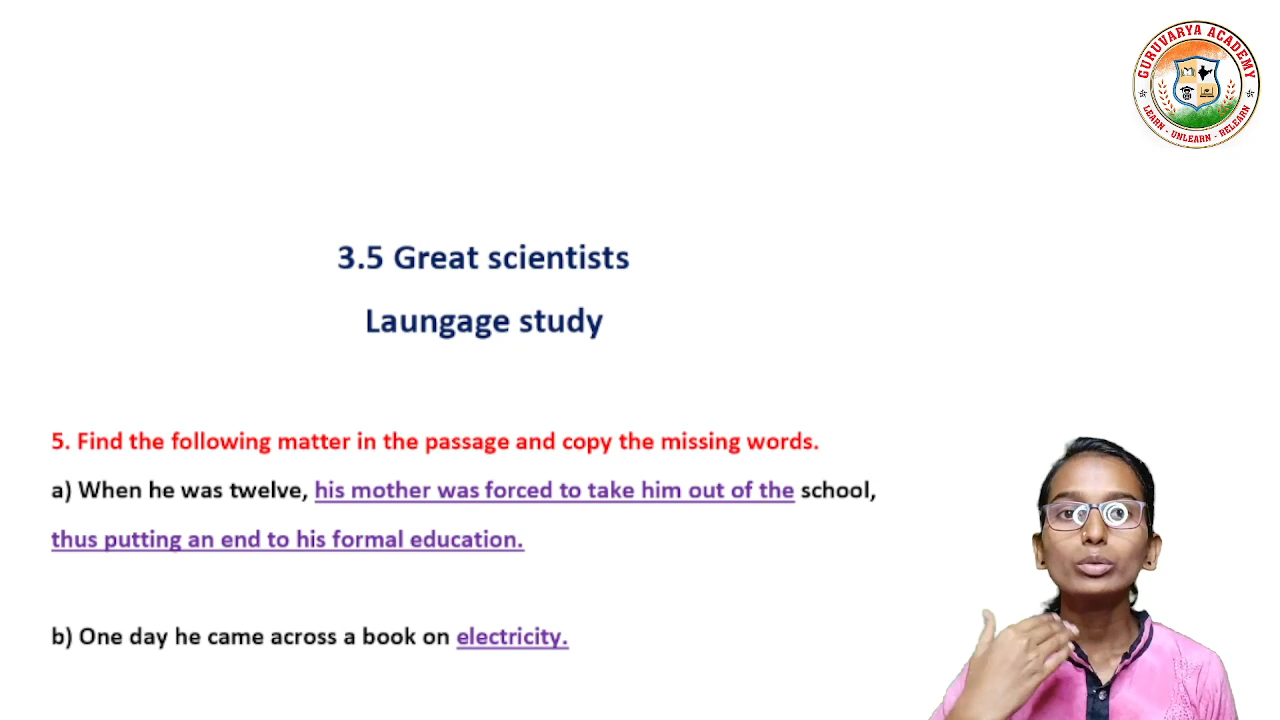 GURUVARYA ACADEMY
LEARN - UNLEARN - RELEARN
3.5 Great scientists
Laungage study
5. Find the following matter in the passage and copy the missing words.
a) When he was twelve, his mother was forced to take him out of the school,
thus putting an end to his formal education.
b) One day he came across a book on electricity.